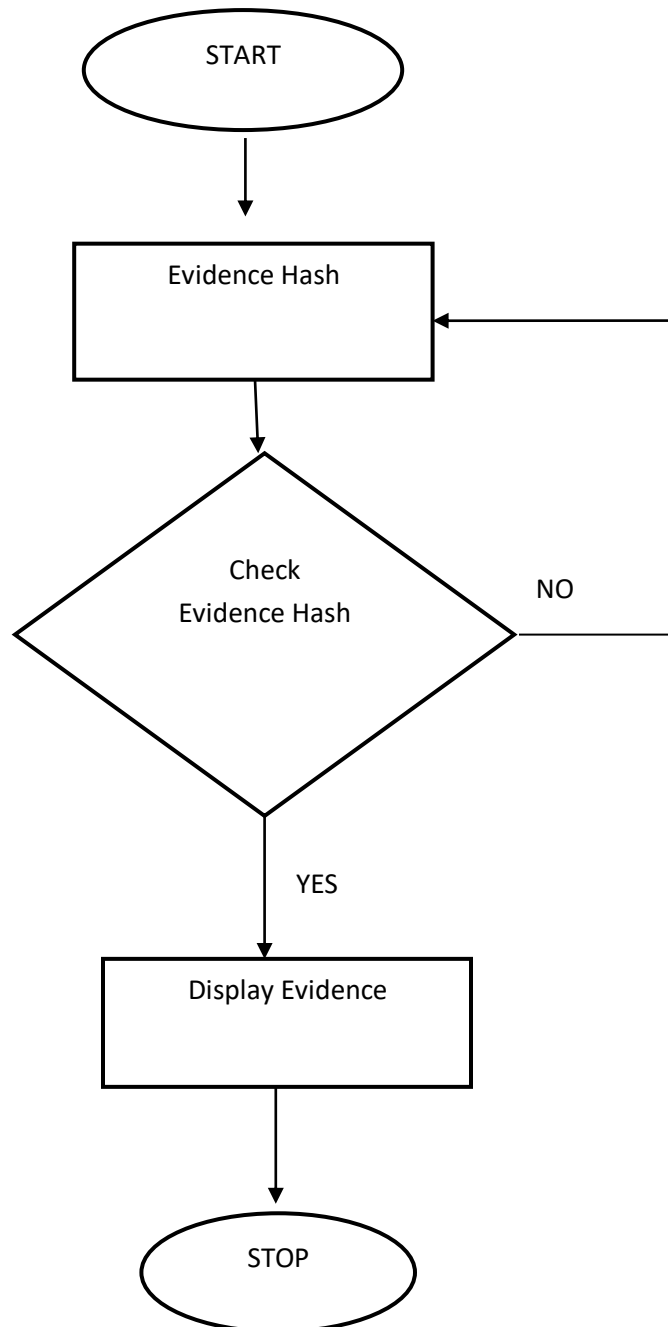 START
Evidence Hash
Check
Evidence Hash
NO
YES
Display Evidence
STOP